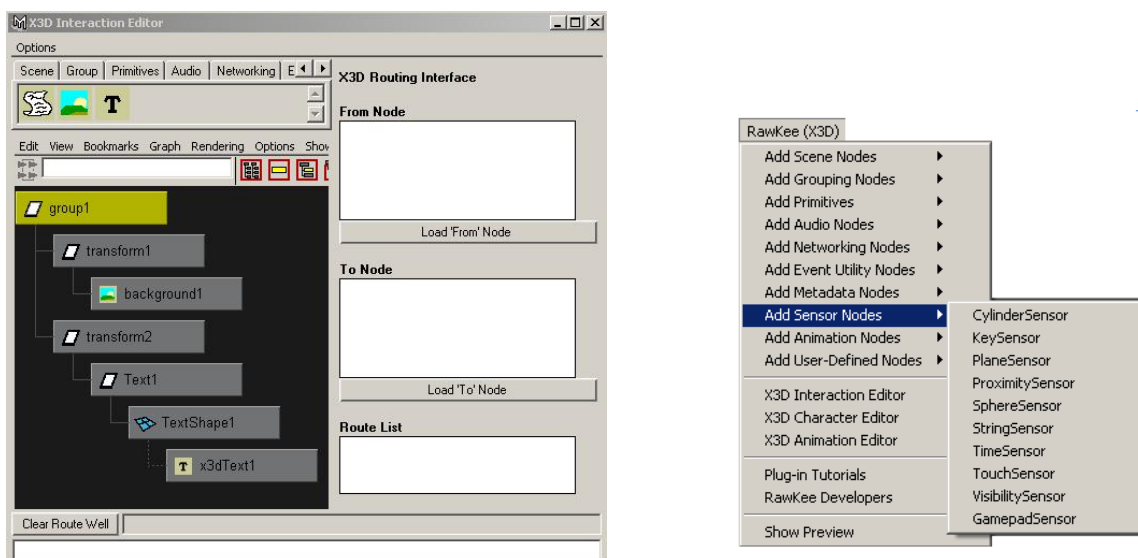 X3D Interaction Editor
Options
Scene Group Primitives Audio Networking E
T
Edit View Bookmarks Graph Rendering Options Show
group1
transform1
background1
transform2
Text1
TextShape1
T x3dText1
Clear Route Well
X3D Routing Interface
From Node
Load 'From' Node
To Node
Load 'To' Node
Route List
RawKee (X3D)
Add Scene Nodes
Add Grouping Nodes
Add Primitives
Add Audio Nodes
Add Networking Nodes
Add Event Utility Nodes
Add Metadata Nodes
Add Sensor Nodes
Add Animation Nodes
Add User-Defined Nodes
X3D Interaction Editor
X3D Character Editor
X3D Animation Editor
Plug-in Tutorials
RawKee Developers
Show Preview
CylinderSensor
KeySensor
PlaneSensor
ProximitySensor
SphereSensor
StringSensor
TimeSensor
TouchSensor
VisibilitySensor
GamepadSensor